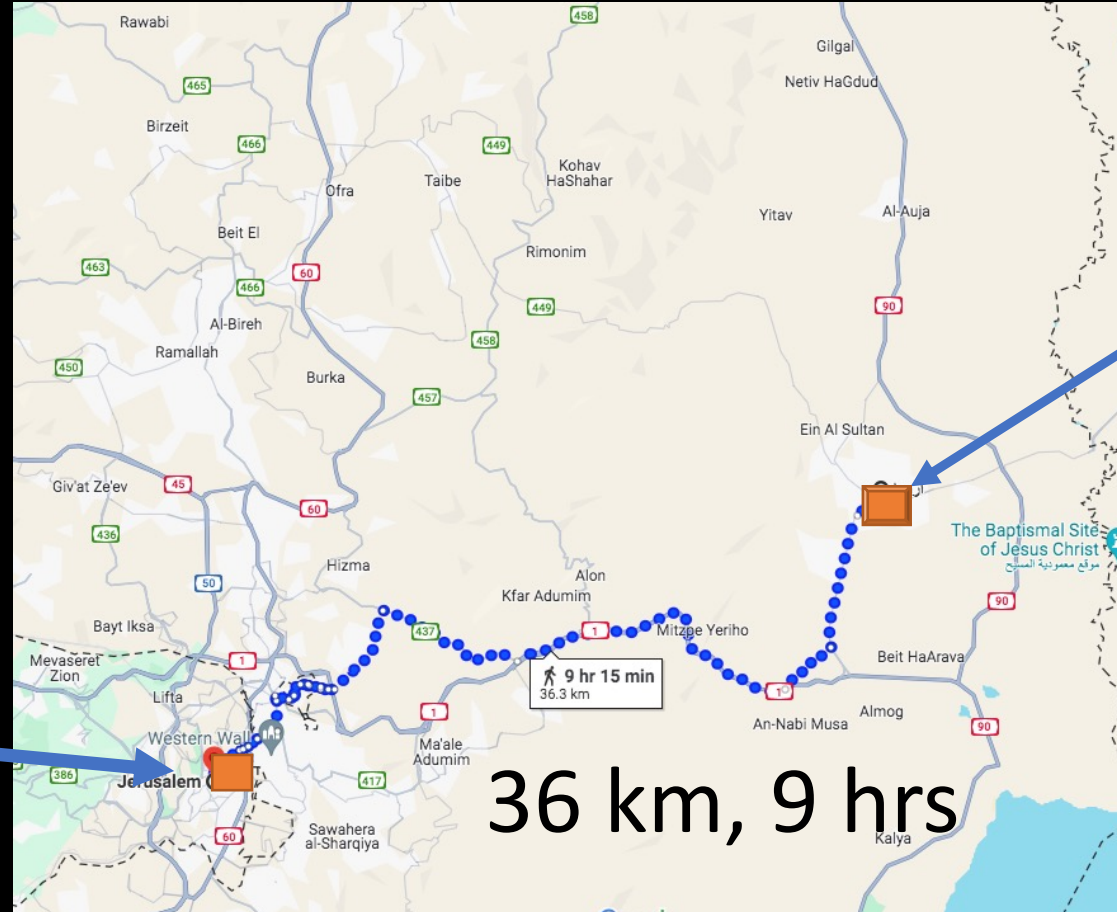 458
Rawabi
Gilgal
465
Netiv HaGdud
Birzeit
466
449
Kohav
HaShahar
Taibe
Ofra
Yitav
Al-Auja
Beit El
Rimonim
463
60
466
449
90
Al-Bireh
458
Ramallah
450
Burka
457
Ein Al Sultan
Giv'at Ze'ev
45
60
The Baptismal Site
of Jesus Christ
موقع معمودية المسيح
436
Hizma
Alon
50
Kfar Adumim
90
Bayt Iksa
437
1
Mitzpe Yeriho
Mevaseret
Zion
1
Beit HaArava
9 hr 15 min
36.3 km
Lifta
1
1
Almog
An-Nabi Musa
90
Western Wall
Ma'ale
Adumim
386
Jerusalem
417
36 km, 9 hrs
60
Sawahera
al-Sharqiya
Kalya